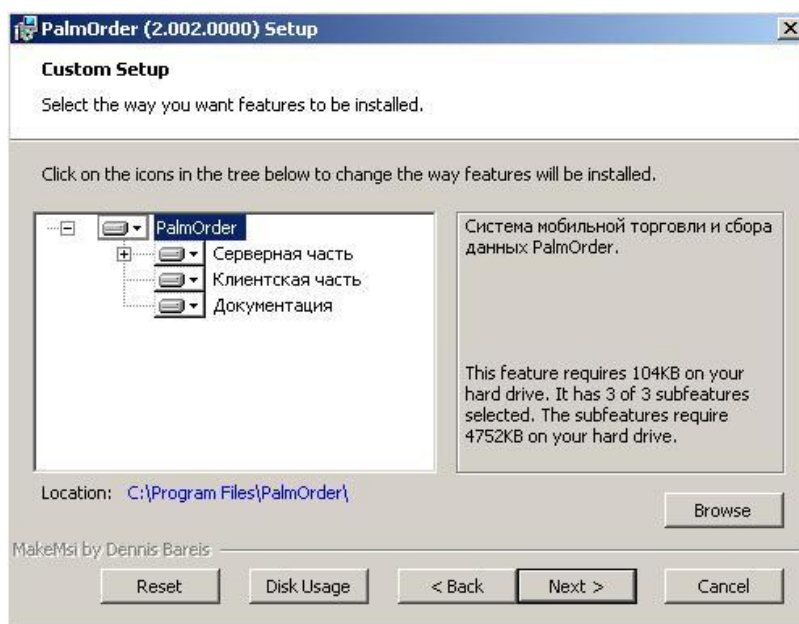 PalmOrder (2.002.0000) Setup
Custom Setup
Select the way you want features to be installed.
Click on the icons in the tree below to change the way features will be installed.
PalmOrder
Серверная часть
Клиентская часть
Документация
Система мобильной торговли и сбора
данных PalmOrder.
This feature requires 104KB on your
hard drive. It has 3 of 3 subfeatures
selected. The subfeatures require
4752KB on your hard drive.
Location: C:\Program Files\PalmOrder\
Browse
MakeMsi by Dennis Bareis
Reset Disk Usage < Back Next > Cancel